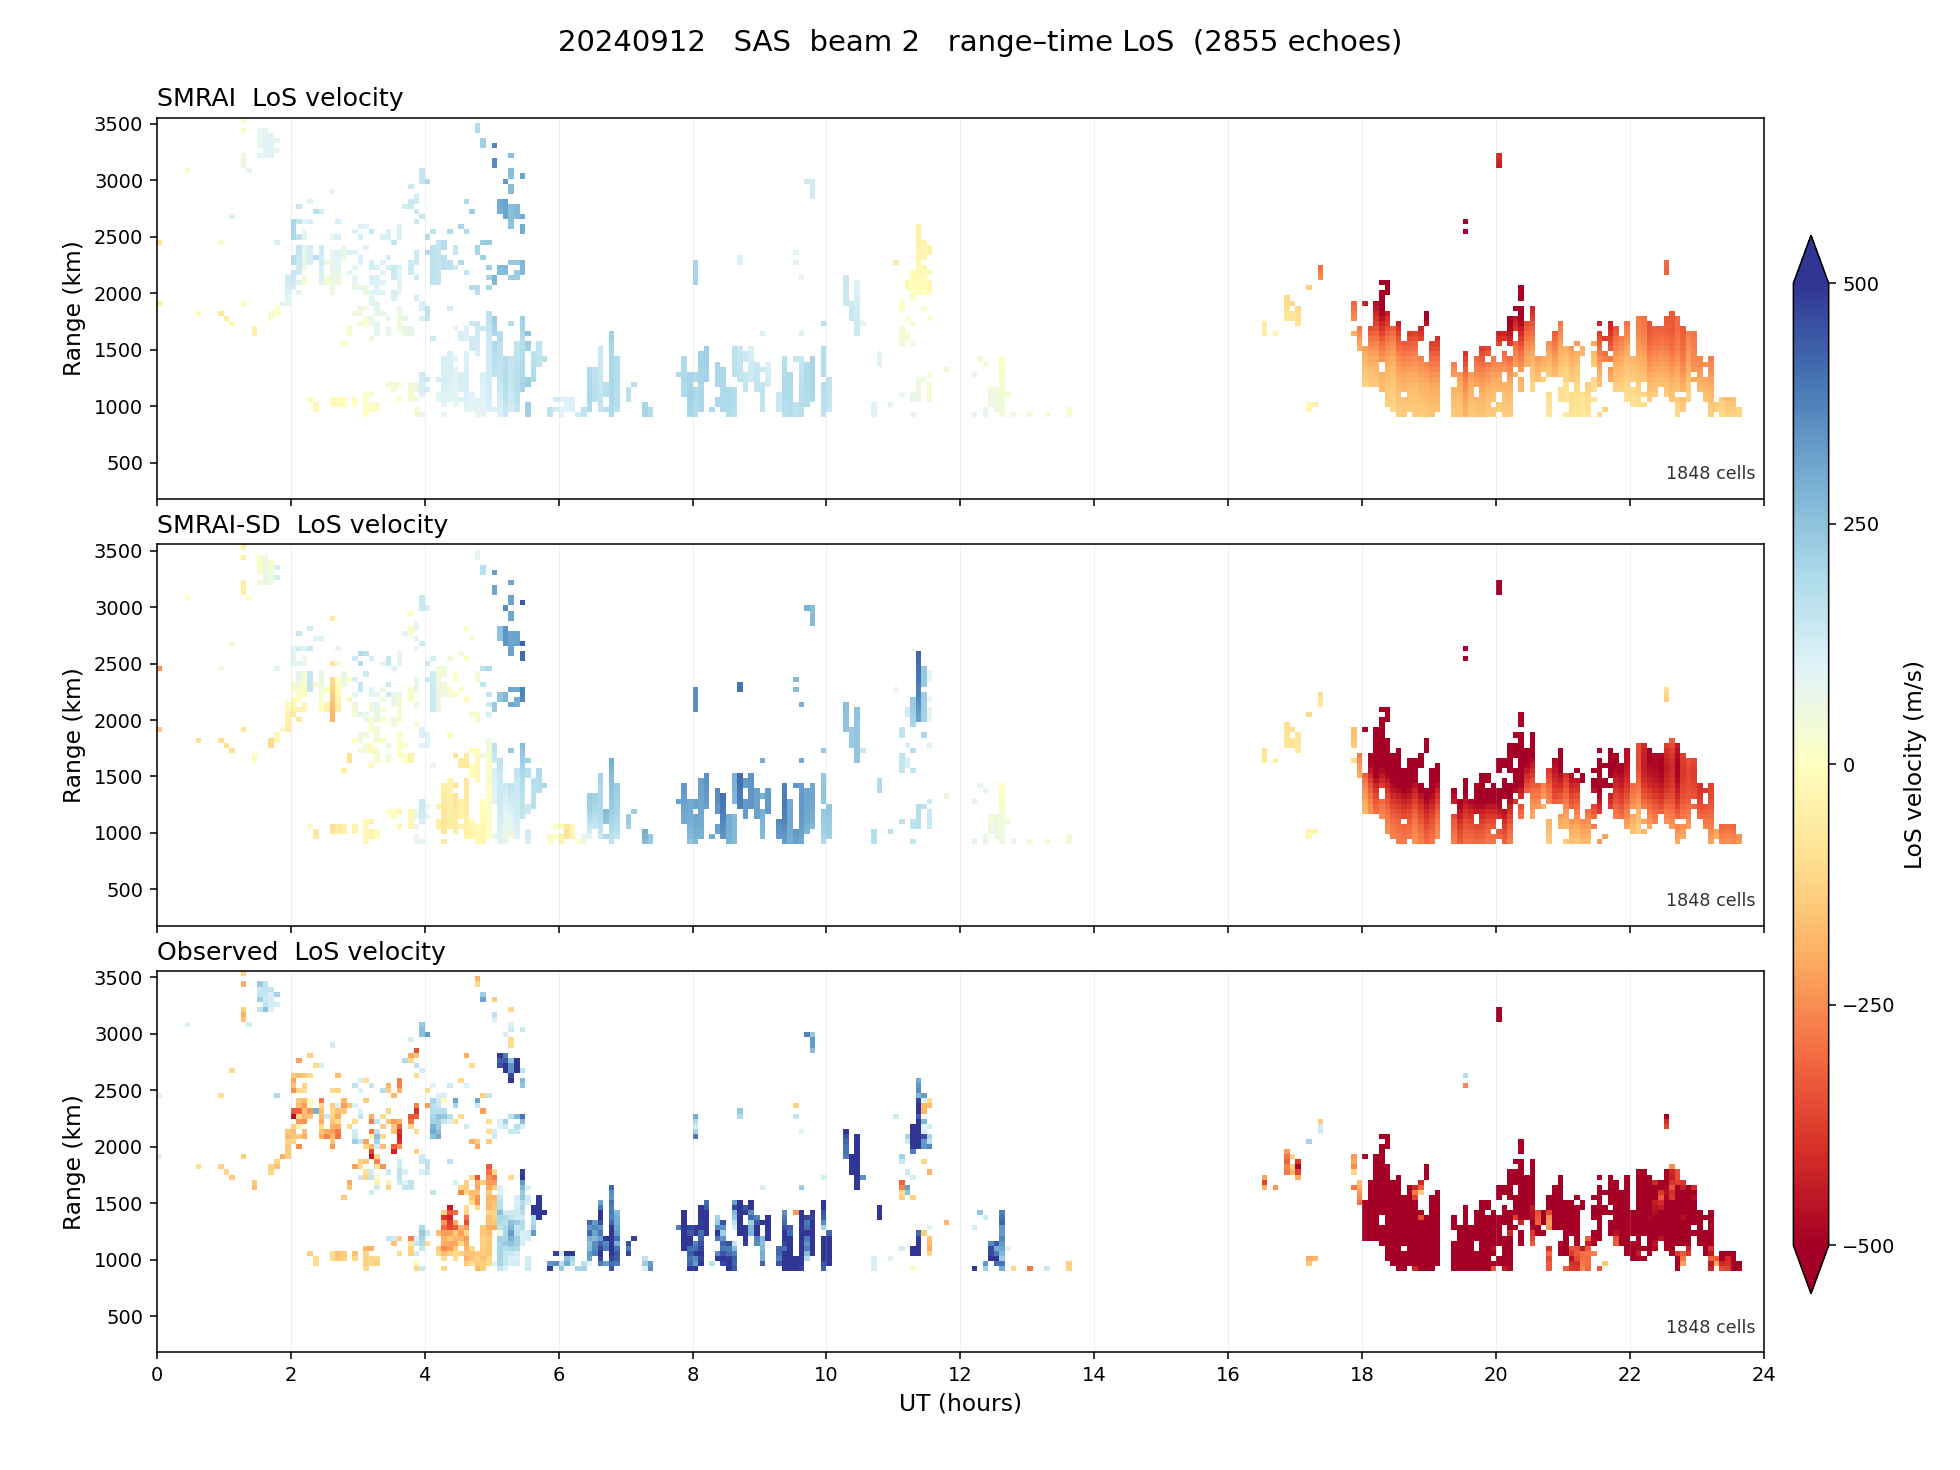 20240912   SAS  beam 2   range–time LoS  (2855 echoes)
SMRAI  LoS velocity
3500
3000
2500
2000
1500
1000
500
Range (km)
1848 cells
SMRAI-SD  LoS velocity
3500
3000
2500
2000
1500
1000
500
Range (km)
1848 cells
Observed  LoS velocity
3500
3000
2500
2000
1500
1000
500
Range (km)
1848 cells
0 2 4 6 8 10 12 14 16 18 20 22 24
UT (hours)
500
250
0
−250
−500
LoS velocity (m/s)